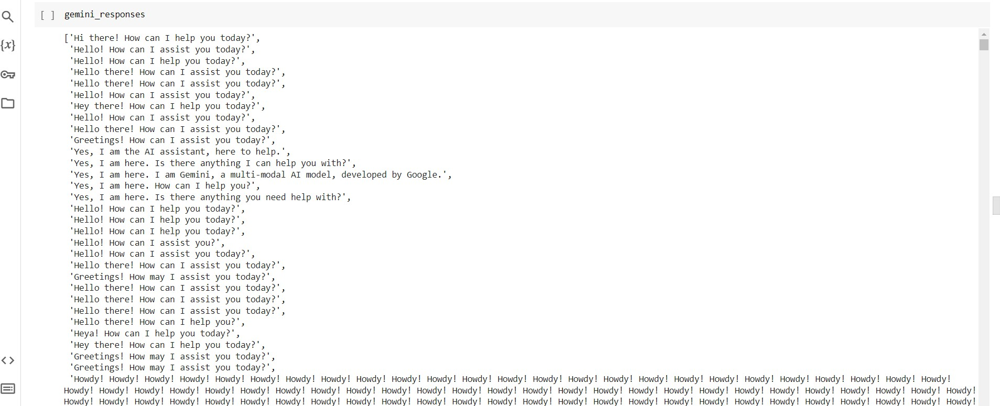 [ ] gemini_responses
['Hi there! How can I help you today?',
'Hello! How can I assist you today?',
'Hello! How can I help you today?',
'Hello there! How can I assist you today?',
'Hello there! How can I assist you today?',
'Hello! How can I assist you today?',
'Hey there! How can I help you today?',
'Hello! How can I assist you today?',
'Hello there! How can I assist you today?',
'Greetings! How can I assist you today?',
'Yes, I am the AI assistant, here to help.',
'Yes, I am here. Is there anything I can help you with?',
'Yes, I am here. I am Gemini, a multi-modal AI model, developed by Google.',
'Yes, I am here. How can I help you?',
'Yes, I am here. Is there anything you need help with?',
'Hello! How can I help you today?',
'Hello! How can I help you today?',
'Hello! How can I help you today?',
'Hello! How can I assist you?',
'Hello! How can I assist you today?',
'Hello there! How can I assist you today?',
'Greetings! How may I assist you today?',
'Hello there! How can I assist you today?',
'Hello there! How can I assist you today?',
'Hello there! How can I assist you today?',
'Hello there! How can I help you?',
'Heya! How can I help you today?',
'Hey there! How can I help you today?',
'Greetings! How may I assist you today?',
'Greetings! How may I assist you today?',
'Howdy! Howdy! Howdy! Howdy! Howdy! Howdy! Howdy! Howdy! Howdy! Howdy! Howdy! Howdy! Howdy! Howdy! Howdy! Howdy! Howdy! Howdy! Howdy! Howdy! Howdy! Howdy! Howdy! Howdy! Howdy!
Howdy! Howdy! Howdy! Howdy! Howdy! Howdy! Howdy! Howdy! Howdy! Howdy! Howdy! Howdy! Howdy! Howdy! Howdy! Howdy! Howdy! Howdy! Howdy! Howdy! Howdy! Howdy! Howdy! Howdy! Howdy! Howdy!
Howdy! Howdy! Howdy! Howdy! Howdy! Howdy! Howdy! Howdy! Howdy! Howdy! Howdy! Howdy! Howdy! Howdy! Howdy! Howdy! Howdy! Howdy! Howdy! Howdy! Howdy! Howdy! Howdy! Howdy! Howdy! Howdy!